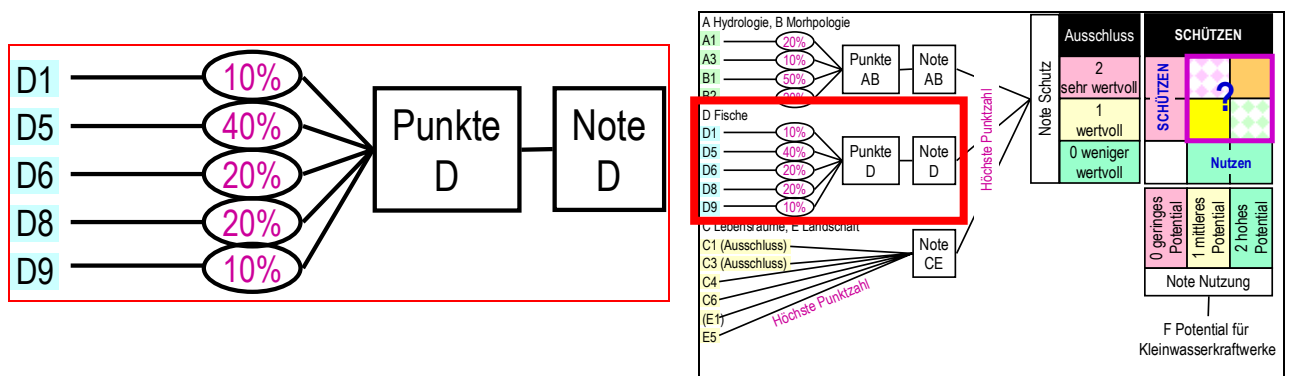 D1
10%
D5
40%
D6
20%
D8
20%
D9
10%
Punkte
D
Note
D
A Hydrologie, B Morhpologie
A1
20%
A3
10%
B1
50%
B2
Punkte
AB
Note
AB
D Fische
D1
10%
D5
40%
D6
20%
D8
20%
D9
10%
Punkte
D
Note
D
C Lebensräume, E Landschaft
C1 (Ausschluss)
C3 (Ausschluss)
C4
C6
(E1)
E5
Höchste Punktzahl
Note
CE
Höchste Punktzahl
Note Schutz
Ausschluss
2
sehr wertvoll
1
wertvoll
0 weniger
wertvoll
SCHÜTZEN
SCHÜTZEN
?
Nutzen
0 geringes
Potential
1 mittleres
Potential
2 hohes
Potential
Note Nutzung
F Potential für
Kleinwasserkraftwerke